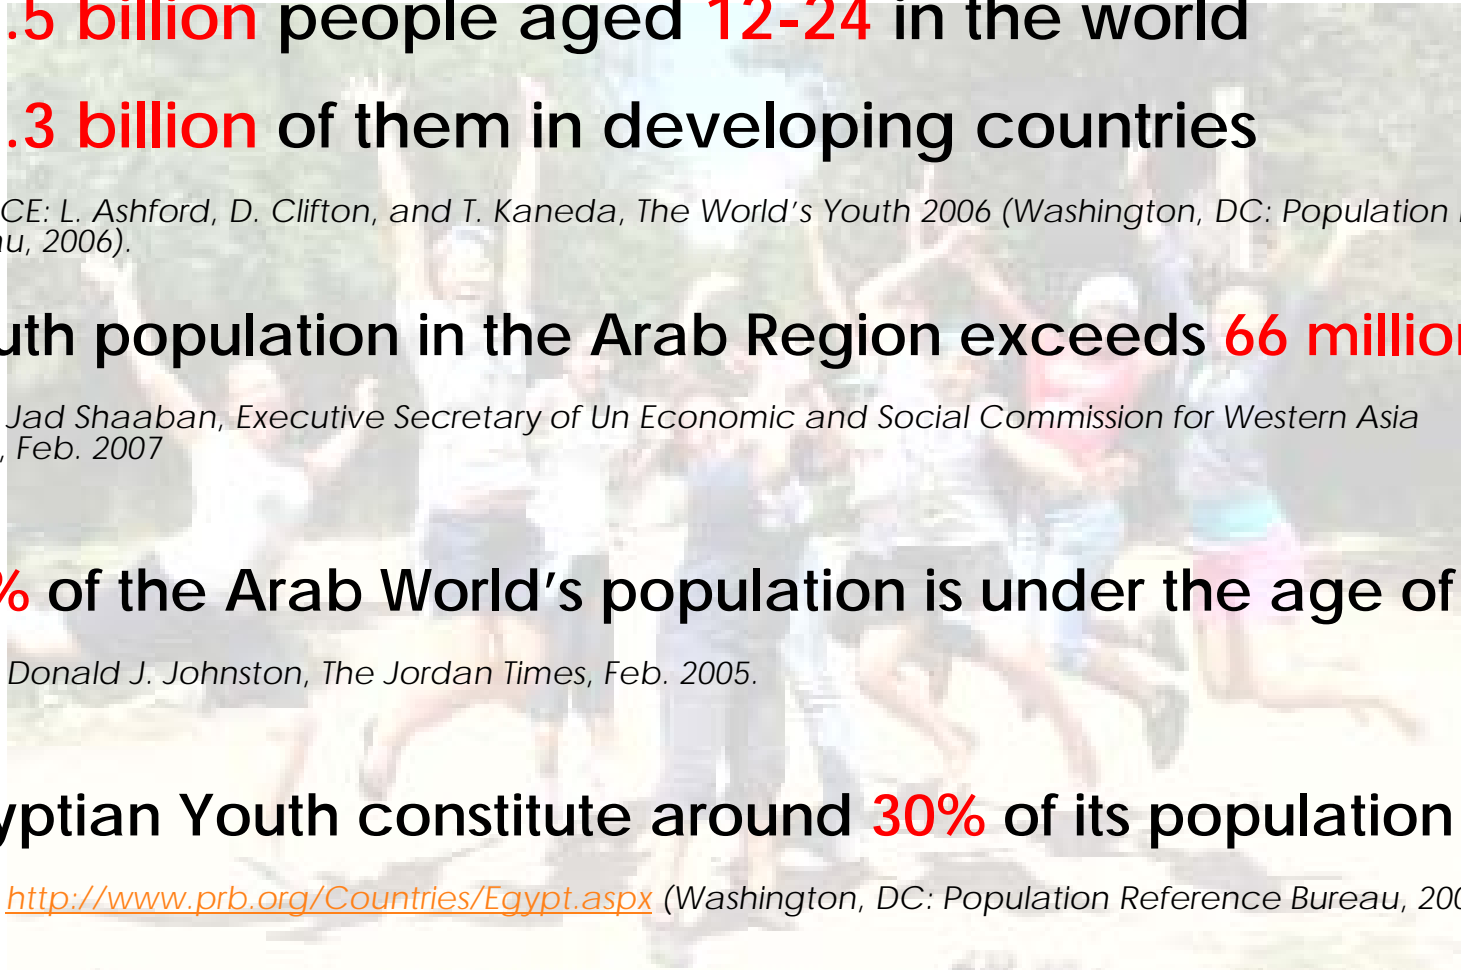 .5 billion people aged 12-24 in the world
.3 billion of them in developing countries
CE: L. Ashford, D. Clifton, and T. Kaneda, The World's Youth 2006 (Washington, DC: Population
u, 2006).
uth population in the Arab Region exceeds 66 million
Jad Shaaban, Executive Secretary of Un Economic and Social Commission for Western Asia
, Feb. 2007
% of the Arab World's population is under the age of
Donald J. Johnston, The Jordan Times, Feb. 2005.
yptian Youth constitute around 30% of its population
http://www.prb.org/Countries/Egypt.aspx (Washington, DC: Population Reference Bureau, 200